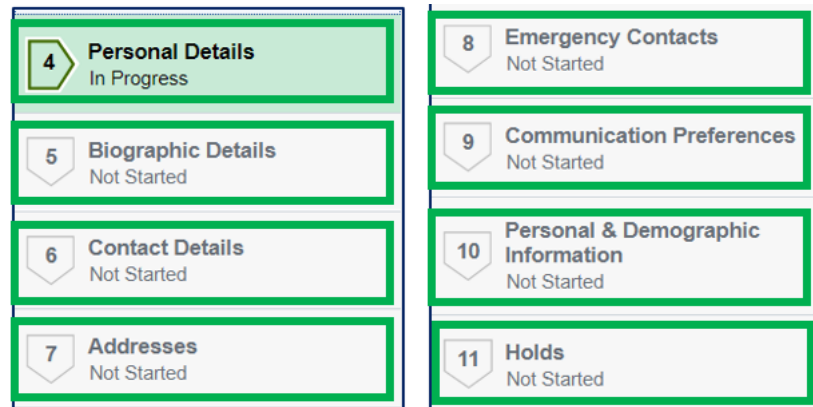 4
Personal Details
In Progress
5
Biographic Details
Not Started
6
Contact Details
Not Started
7
Addresses
Not Started
8
Emergency Contacts
Not Started
9
Communication Preferences
Not Started
10
Personal & Demographic
Information
Not Started
11
Holds
Not Started